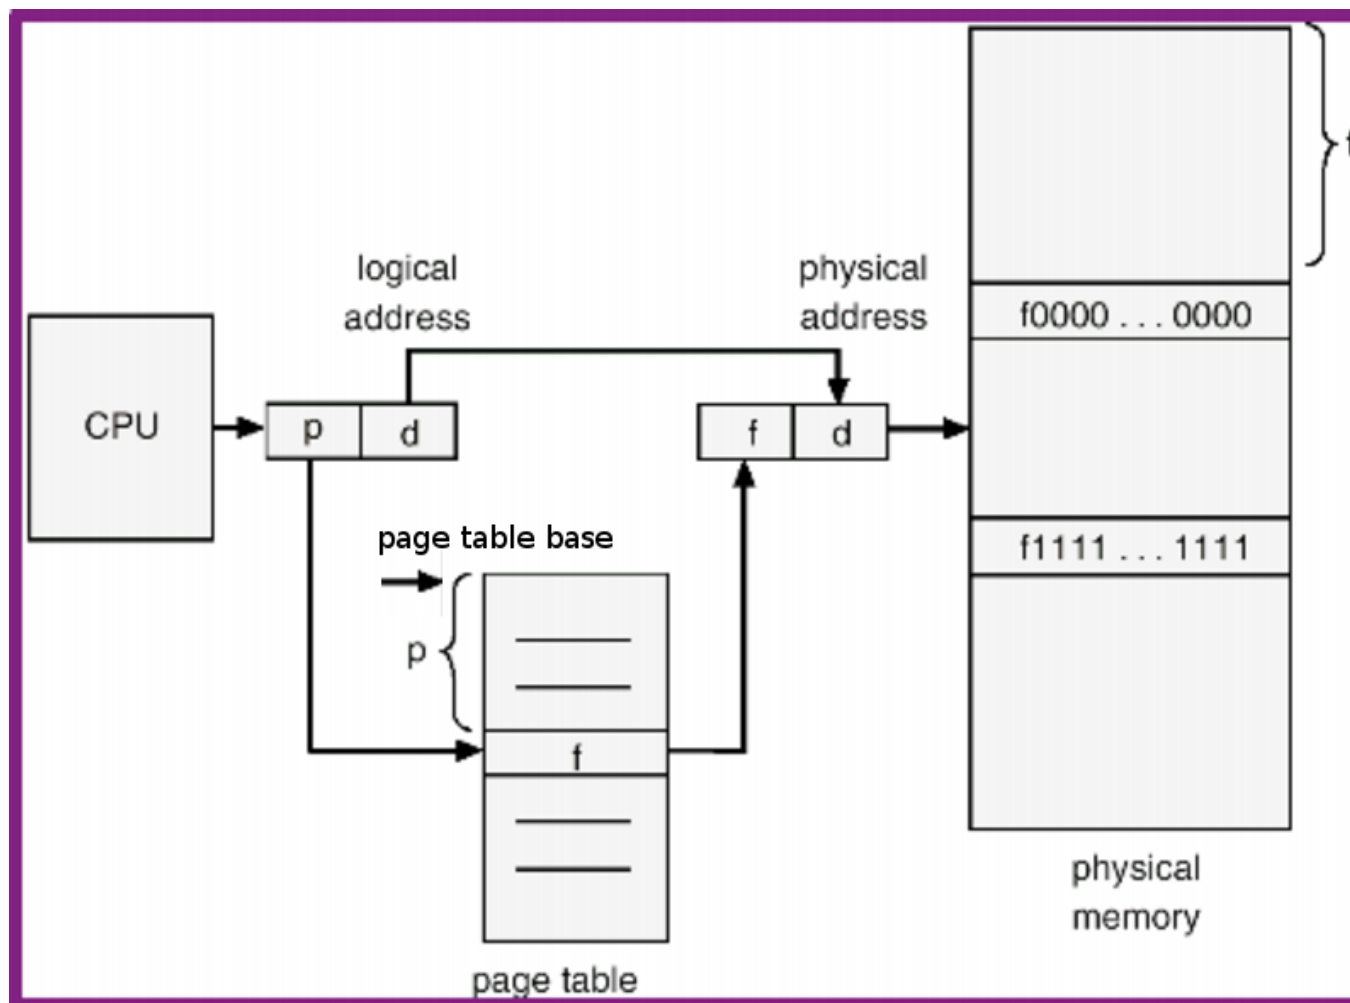 logical
address
physical
address
f0000 . . . 0000
CPU
p
d
f
d
page table base
f1111 . . . 1111
p
f
physical
memory
page table